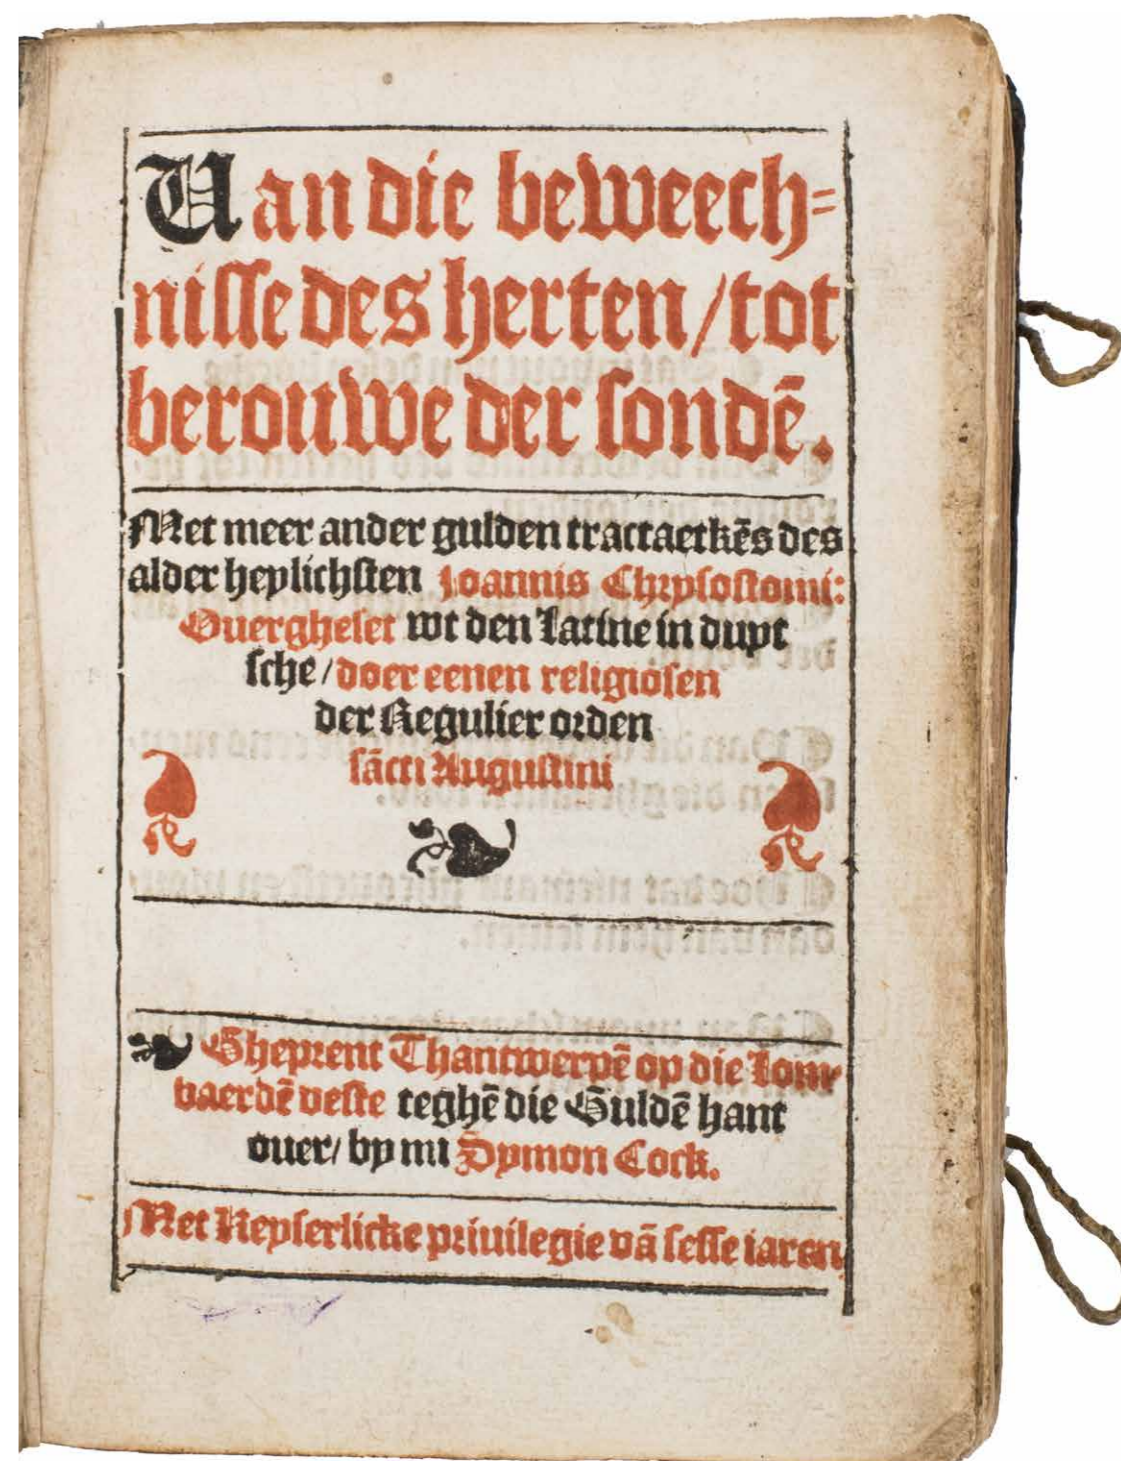 Uan die beweech=
nisse des herten/tot
berouwe der sondē.
Met meer ander gulden tractaetkēs des
alder heylichsten Joannis Chrysostomi:
Ouergheset wt den Latine in duyt
sche/doer eenen religiosen
der Regulier orden
sācti Augustini
Gheprent Thantwerpē op die Lom
baerdē veste teghē die Guldē hant
ouer/by mi Symon Cock.
Met Keyserlicke priuilegie vā sesse iaren